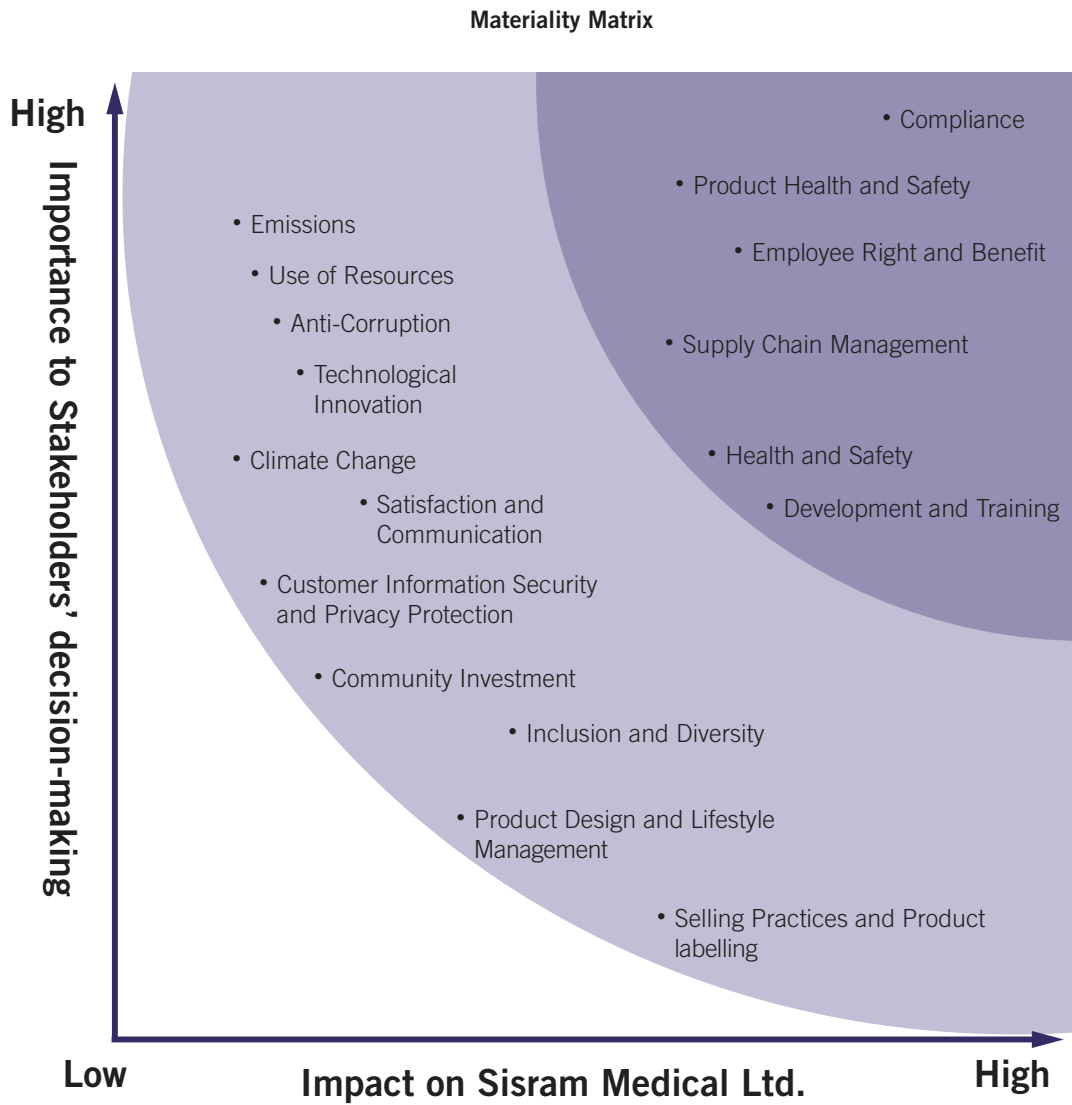 Materiality Matrix
High
Importance to Stakeholders’ decision-making
• Compliance
• Product Health and Safety
• Emissions
• Employee Right and Benefit
• Use of Resources
• Anti-Corruption
• Supply Chain Management
• Technological
Innovation
• Health and Safety
• Climate Change
• Satisfaction and
Communication
• Development and Training
• Customer Information Security
and Privacy Protection
• Community Investment
• Inclusion and Diversity
• Product Design and Lifestyle
Management
• Selling Practices and Product
labelling
Low
Impact on Sisram Medical Ltd.
High